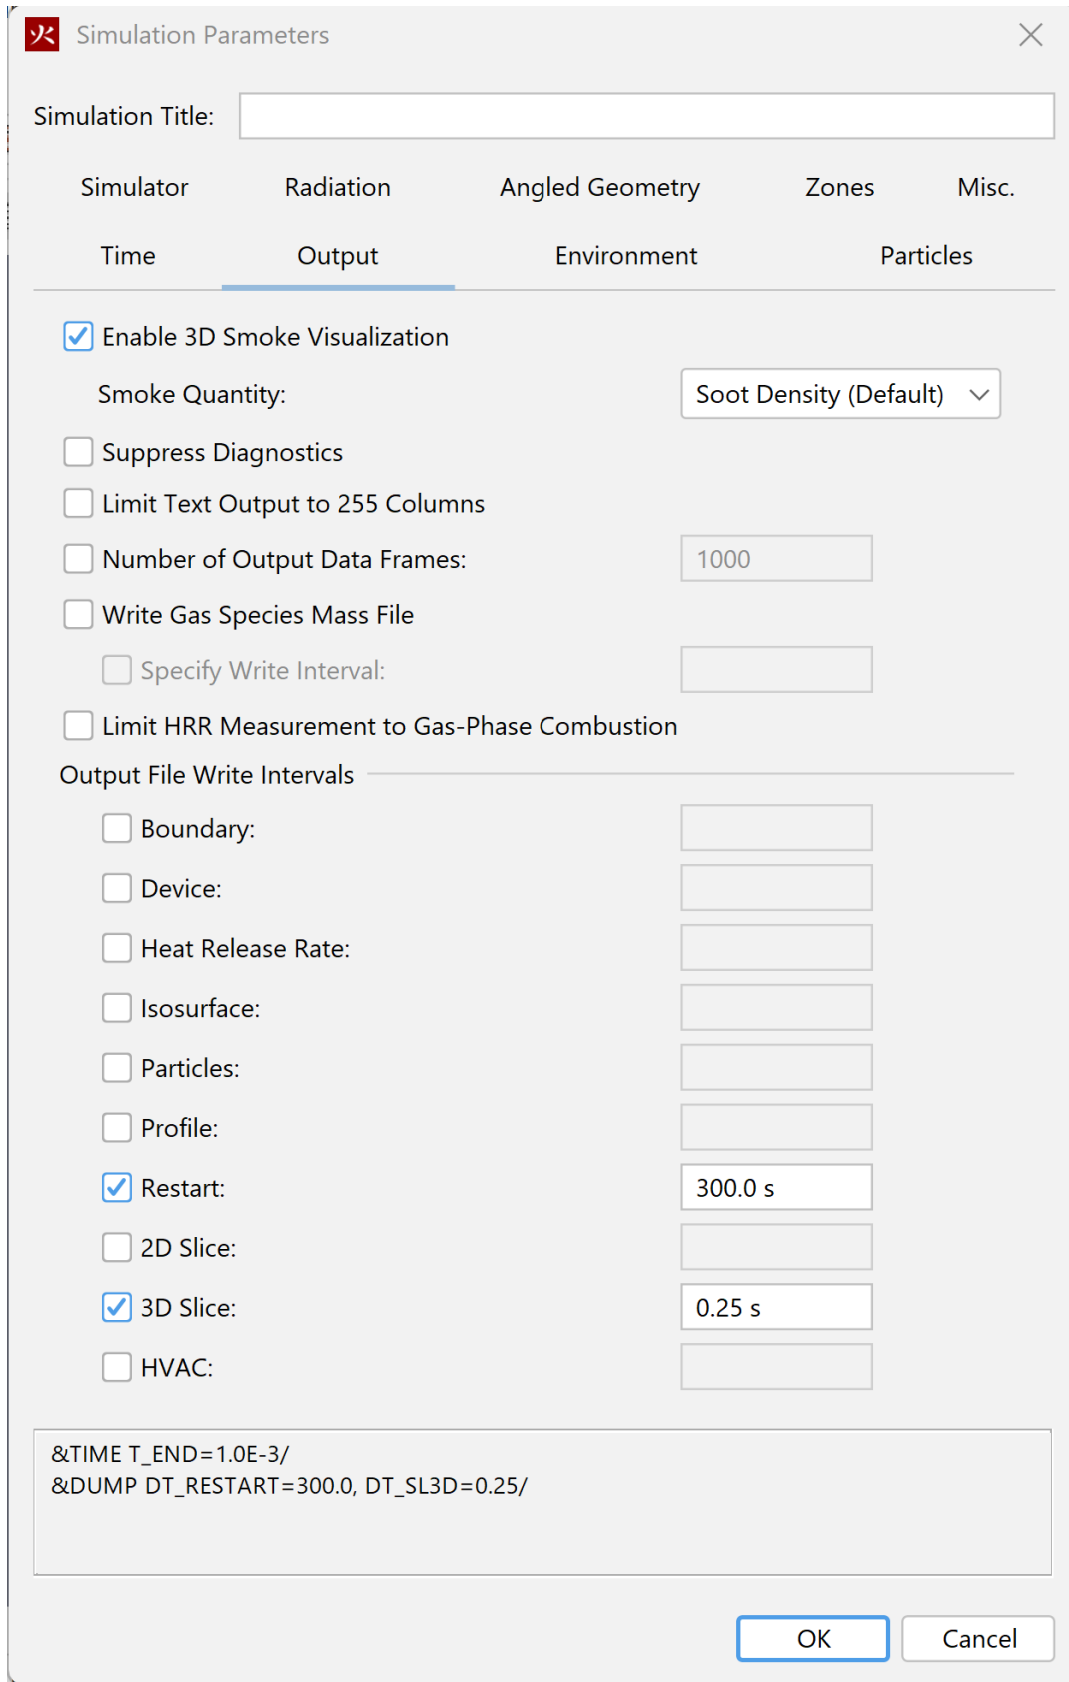 火 Simulation Parameters
Simulation Title:
Simulator Radiation Angled Geometry Zones Misc.
Time Output Environment Particles
Enable 3D Smoke Visualization
Smoke Quantity: Soot Density (Default)
Suppress Diagnostics
Limit Text Output to 255 Columns
Number of Output Data Frames: 1000
Write Gas Species Mass File
Specify Write Interval:
Limit HRR Measurement to Gas-Phase Combustion
Output File Write Intervals
Boundary:
Device:
Heat Release Rate:
Isosurface:
Particles:
Profile:
Restart: 300.0 s
2D Slice:
3D Slice: 0.25 s
HVAC:
&TIME T_END=1.0E-3/
&DUMP DT_RESTART=300.0, DT_SL3D=0.25/
OK Cancel